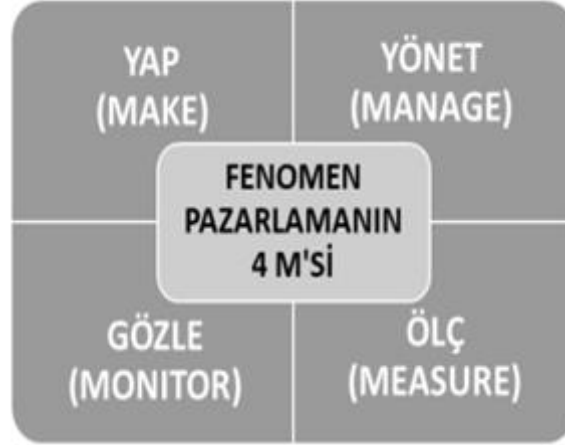 YAP
(MAKE)
YÖNET
(MANAGE)
FENOMEN
PAZARLAMANIN
4 M'Sİ
GÖZLE
(MONITOR)
ÖLÇ
(MEASURE)